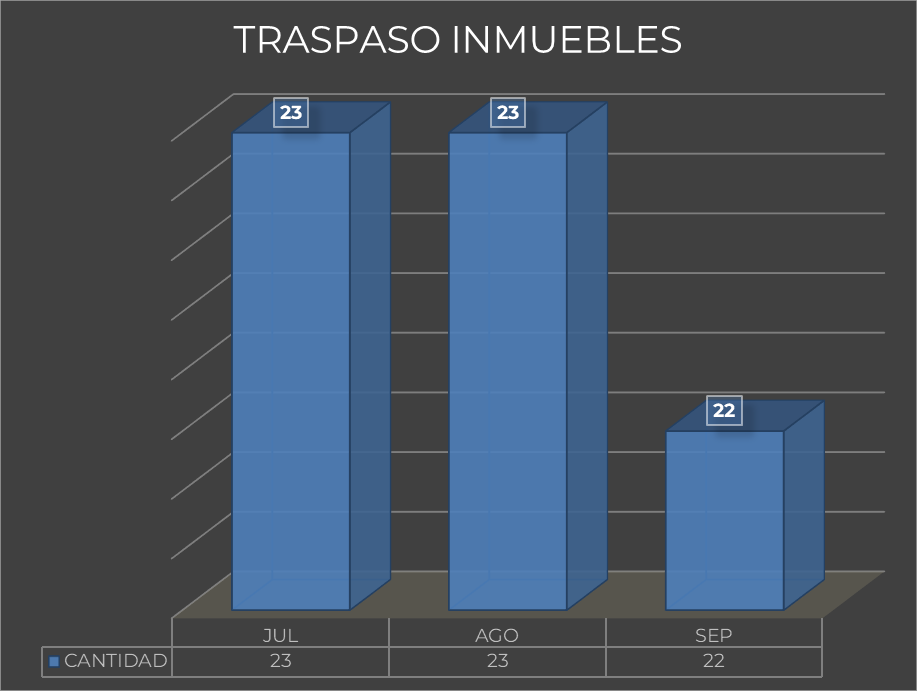 TRASPASO INMUEBLES
23 23
22
JUL AGO SEP
CANTIDAD 23 23 22